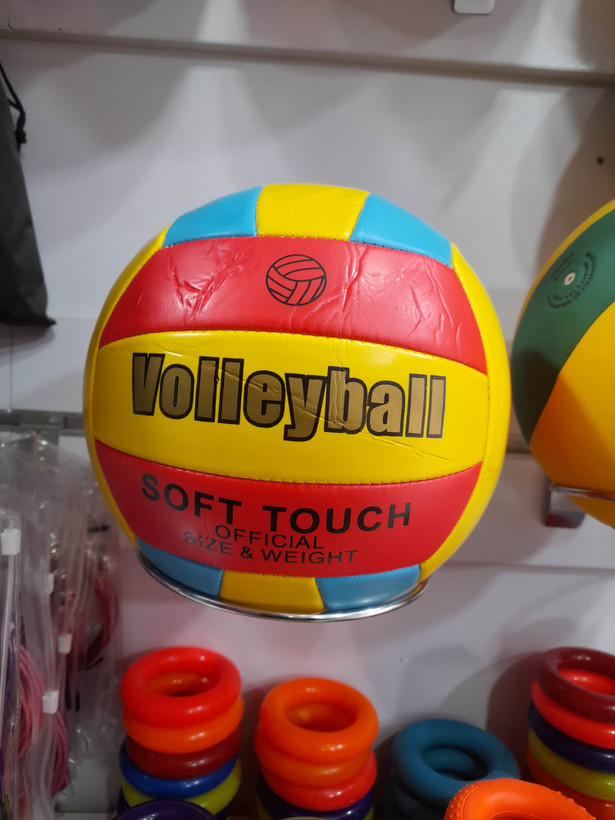 Volleyball
SOFT TOUCH
OFFICIAL
SIZE & WEIGHT